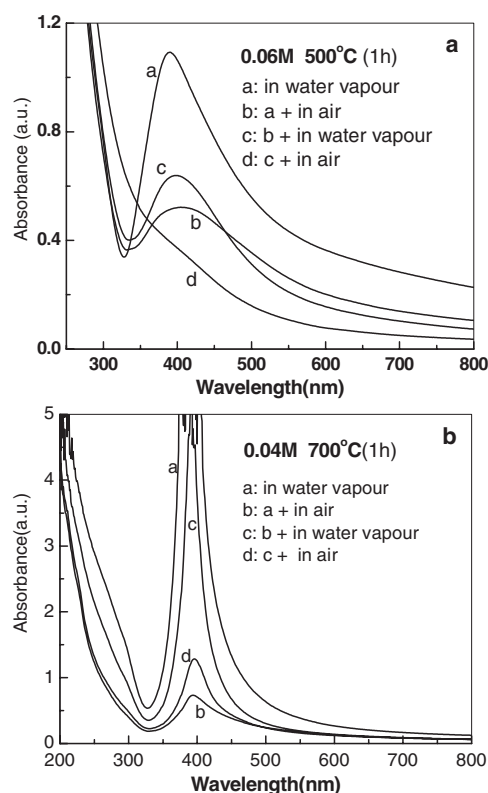 1.2
0.9
0.6
0.4
0.0
Absorbance (a.u.)
a
0.06M 500°C (1h)
a: in water vapour
b: a + in air
c: b + in water vapour
d: c + in air
a
c
b
d
300 400 500 600 700 800
Wavelength(nm)
5
4
3
2
1
0
Absorbance(a.u.)
b
0.04M 700°C(1h)
a: in water vapour
b: a + in air
c: b + in water vapour
d: c + in air
a
c
d
b
200 300 400 500 600 700 800
Wavelength(nm)